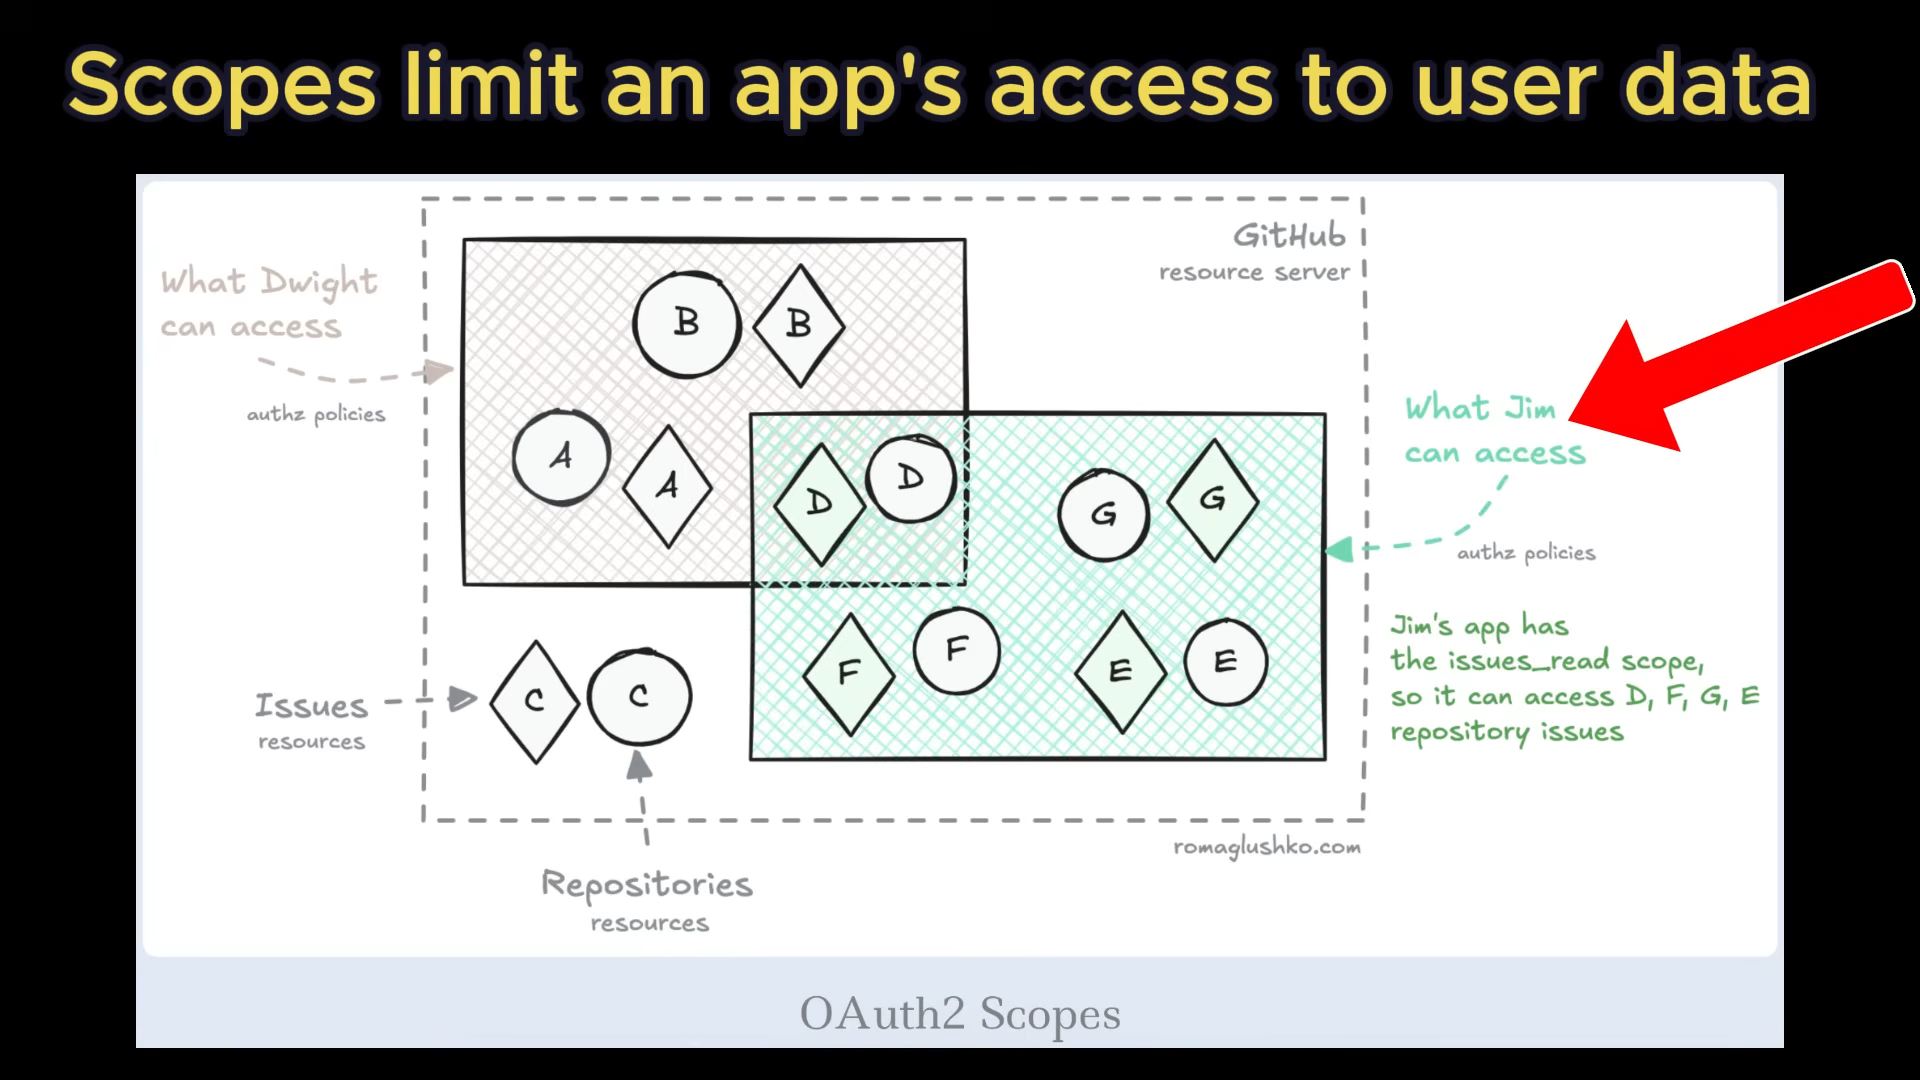 Scopes limit an app's access to user data
GitHub
resource server
What Dwight
can access
authz policies
B
B
A
A
D
D
G
G
F
F
E
E
C
C
What Jim
can access
authz policies
Jim's app has
the issues_read scope,
so it can access D, F, G, E
repository issues
Issues
resources
Repositories
resources
romaglushko.com
OAuth2 Scopes